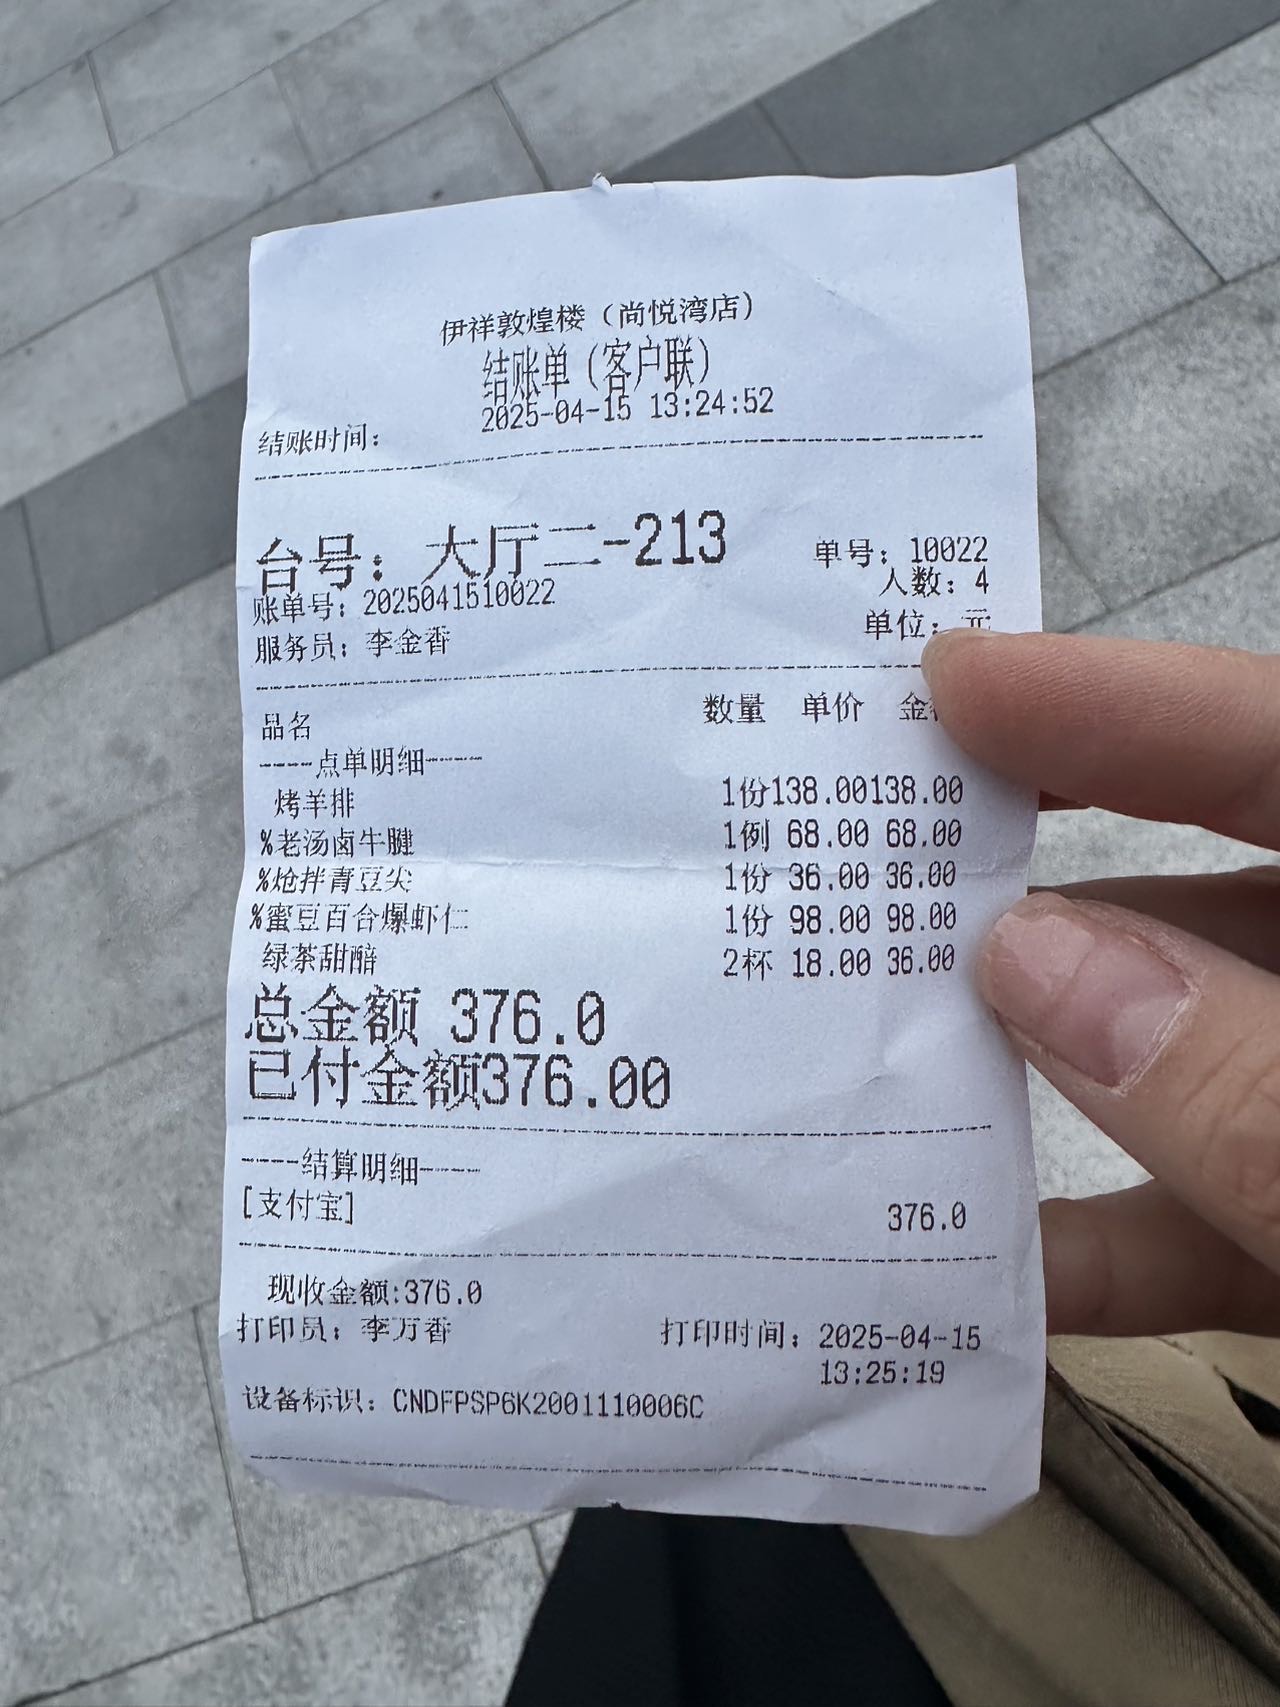 伊祥敦煌楼（尚悦湾店）
结账单（客户联）
结账时间： 2025-04-15 13:24:52
台号：大厅二-213 单号：10022
账单号：2025041510022 人数：4
服务员：李金香 单位：元
品名 数量 单价 金
----点单明细----
烤羊排 1份138.00138.00
%老汤卤牛腱 1例 68.00 68.00
%炝拌青豆尖 1份 36.00 36.00
%蜜豆百合爆虾仁 1份 98.00 98.00
绿茶甜醅 2杯 18.00 36.00
总金额 376.0
已付金额376.00
----结算明细----
[支付宝] 376.0
现收金额:376.0
打印员：李万香 打印时间：2025-04-15
13:25:19
设备标识：CNDFPSP6K2001110006C